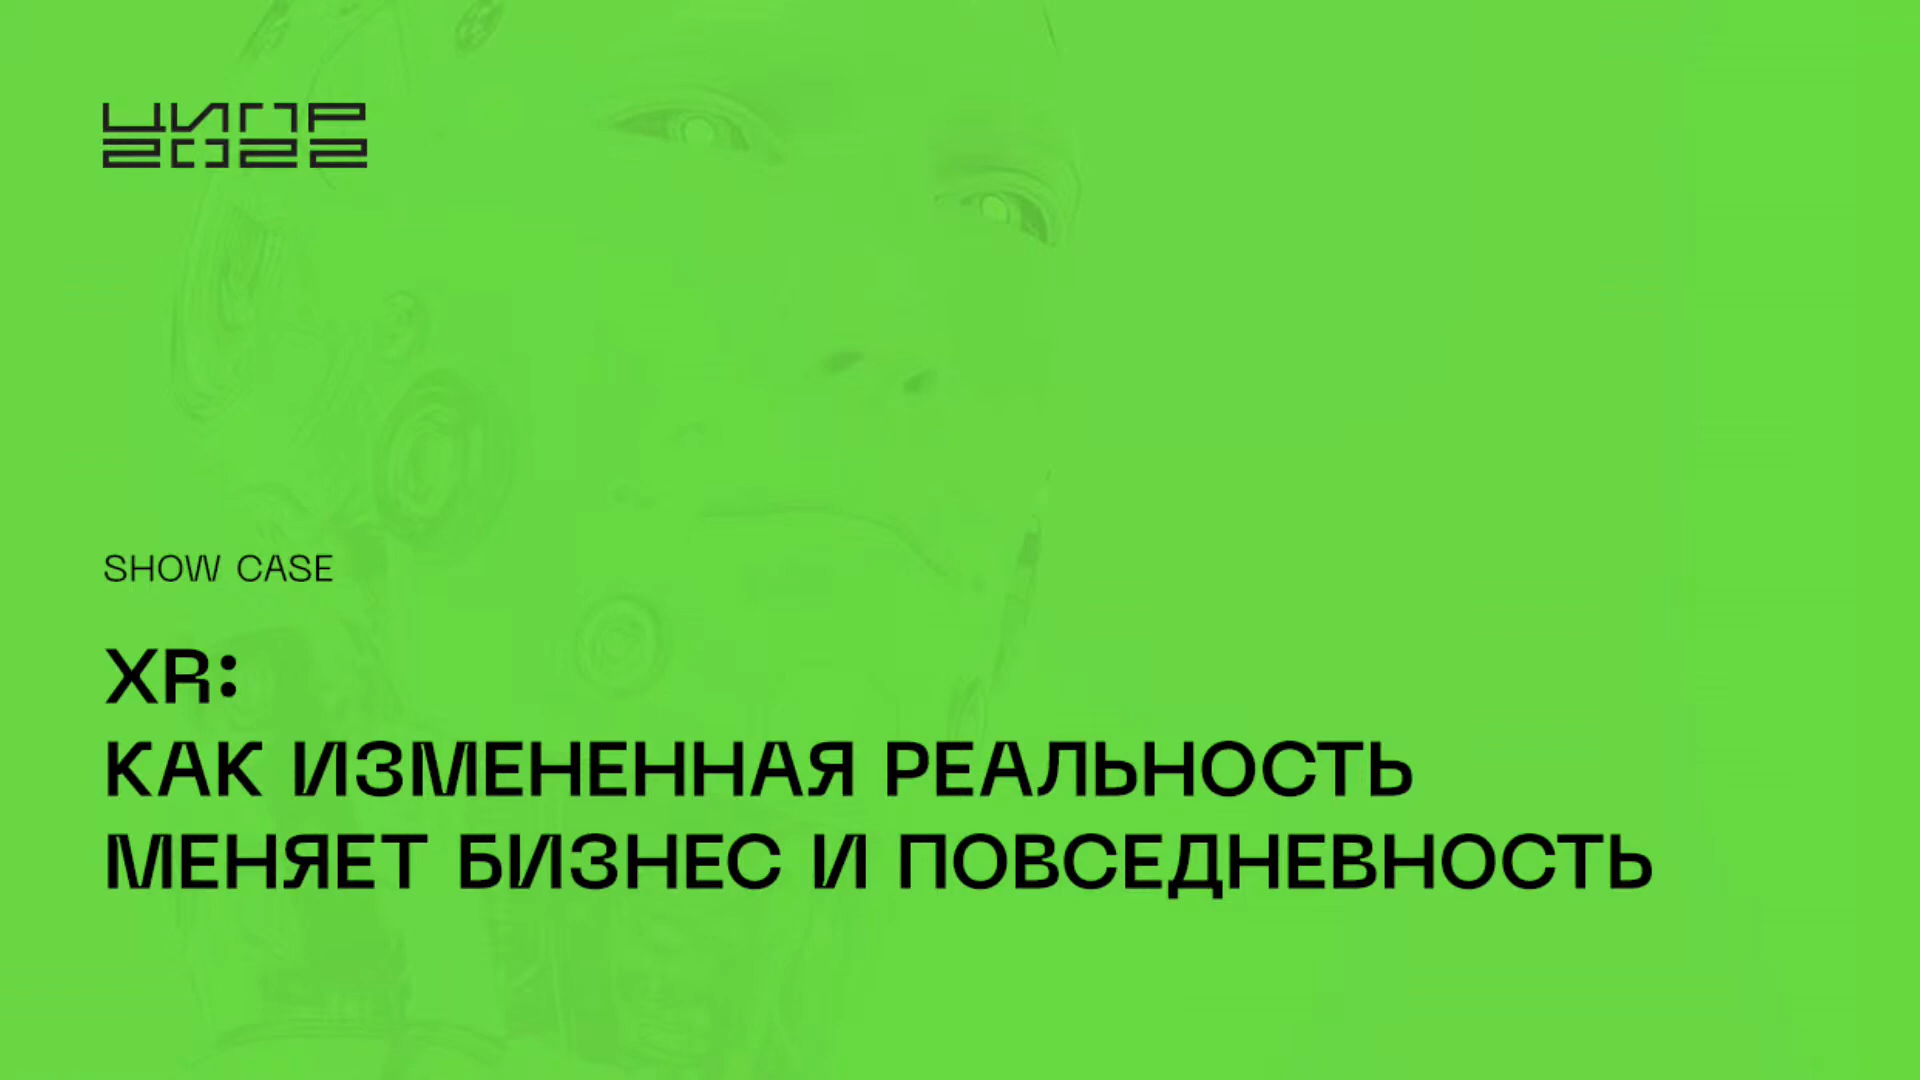 ЦИПР
2022
SHOW CASE
XR:
КАК ИЗМЕНЕННАЯ РЕАЛЬНОСТЬ
МЕНЯЕТ БИЗНЕС И ПОВСЕДНЕВНОСТЬ